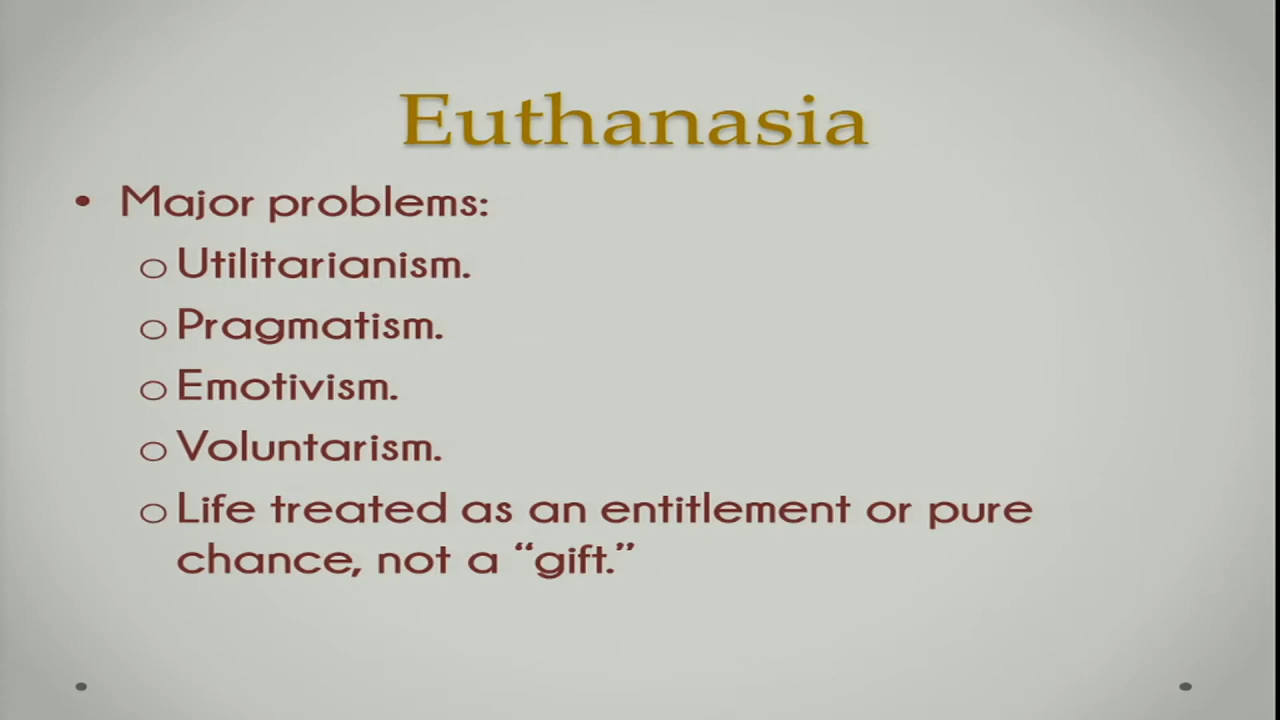 Euthanasia
• Major problems:
o Utilitarianism.
o Pragmatism.
o Emotivism.
o Voluntarism.
o Life treated as an entitlement or pure
chance, not a “gift.”